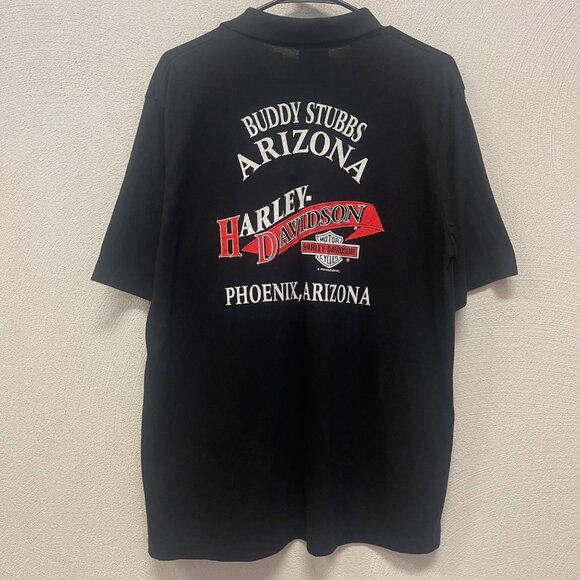 BUDDY STUBBS
ARIZONA
HARLEY-
DAVIDSON®
MOTOR
HARLEY-DAVIDSON
CYCLES
®
PHOENIX, ARIZONA